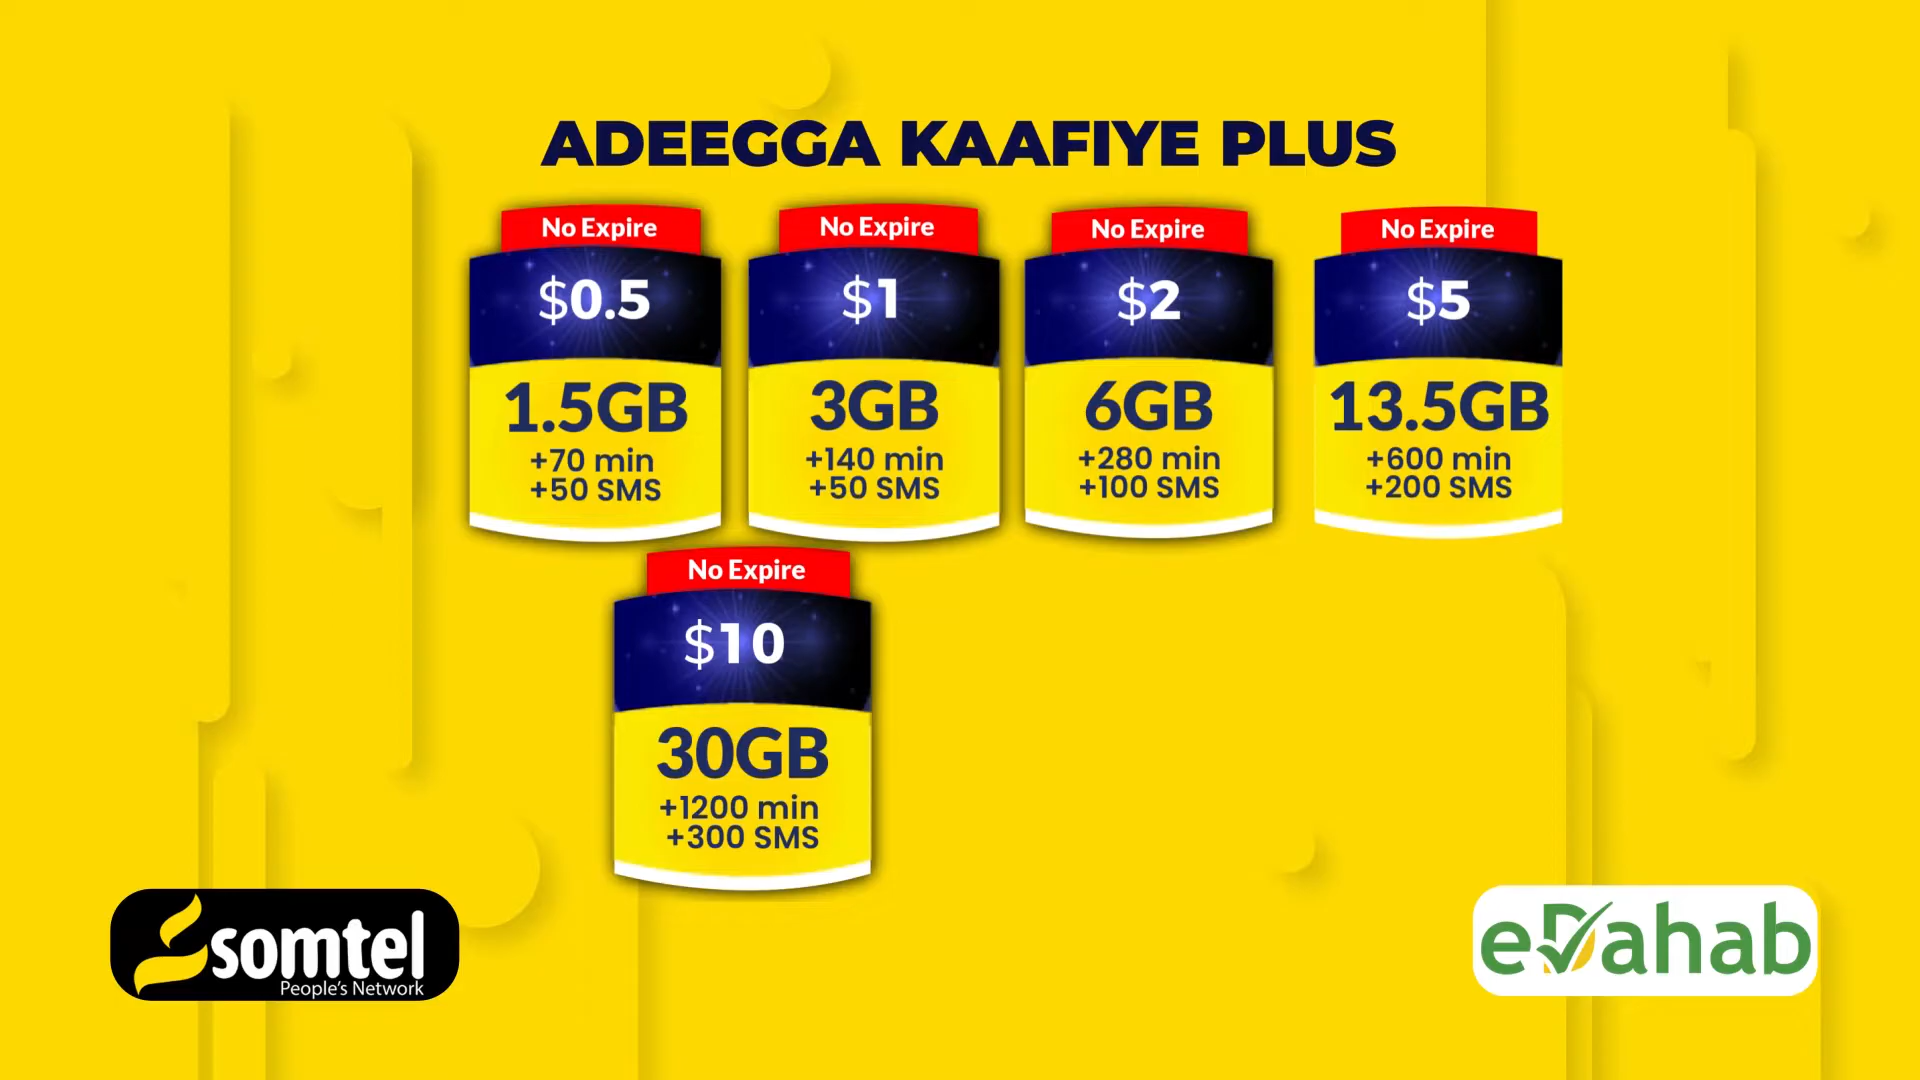 ADEEGGA KAAFIYE PLUS
No Expire
$0.5
1.5GB
+70 min
+50 SMS
No Expire
$1
3GB
+140 min
+50 SMS
No Expire
$2
6GB
+280 min
+100 SMS
No Expire
$5
13.5GB
+600 min
+200 SMS
No Expire
$10
30GB
+1200 min
+300 SMS
somtel
People's Network
eDahab